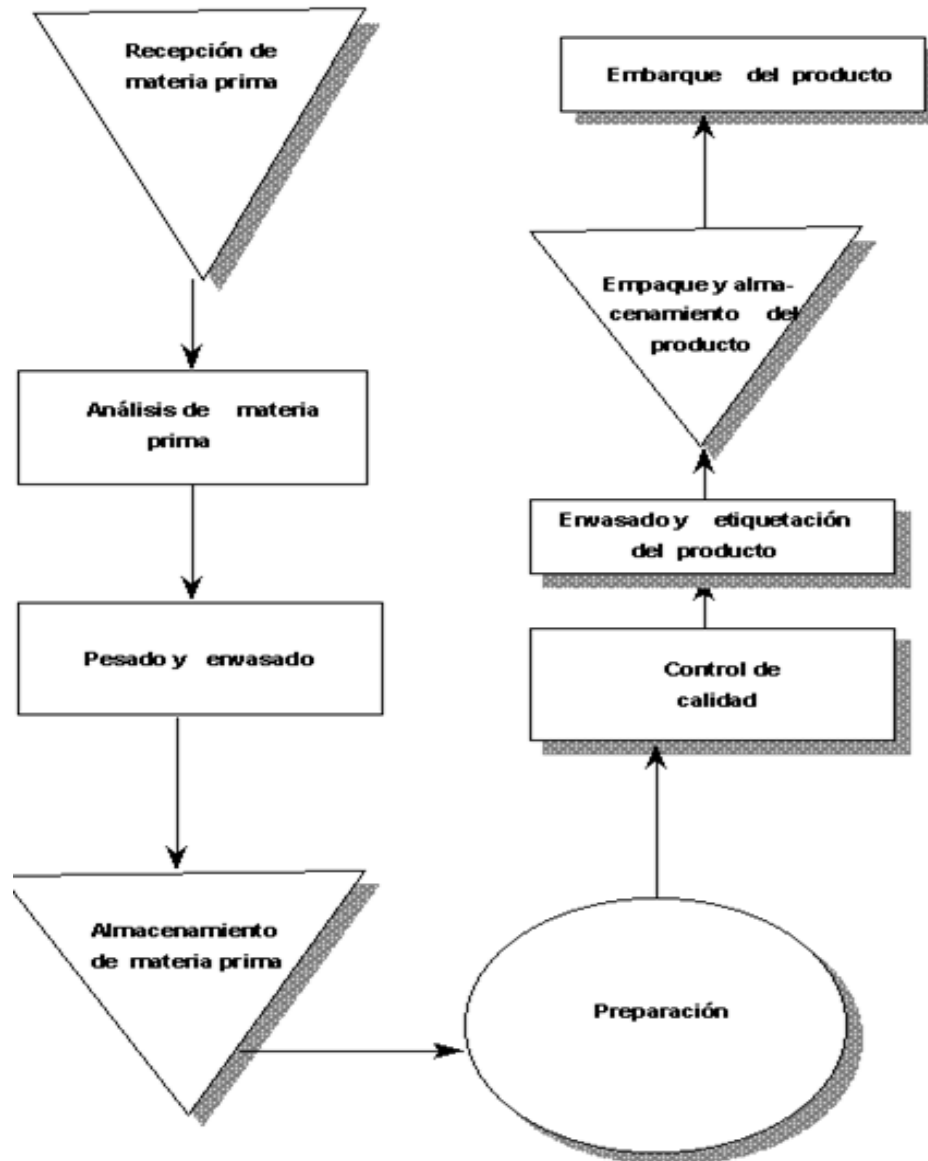 Recepción de
materia prima
Análisis de materia
prima
Pesado y envasado
Almacenamiento
de materia prima
Preparación
Control de
calidad
Envasado y etiquetación
del producto
Empaque y alma-
cenamiento del
producto
Embarque del producto